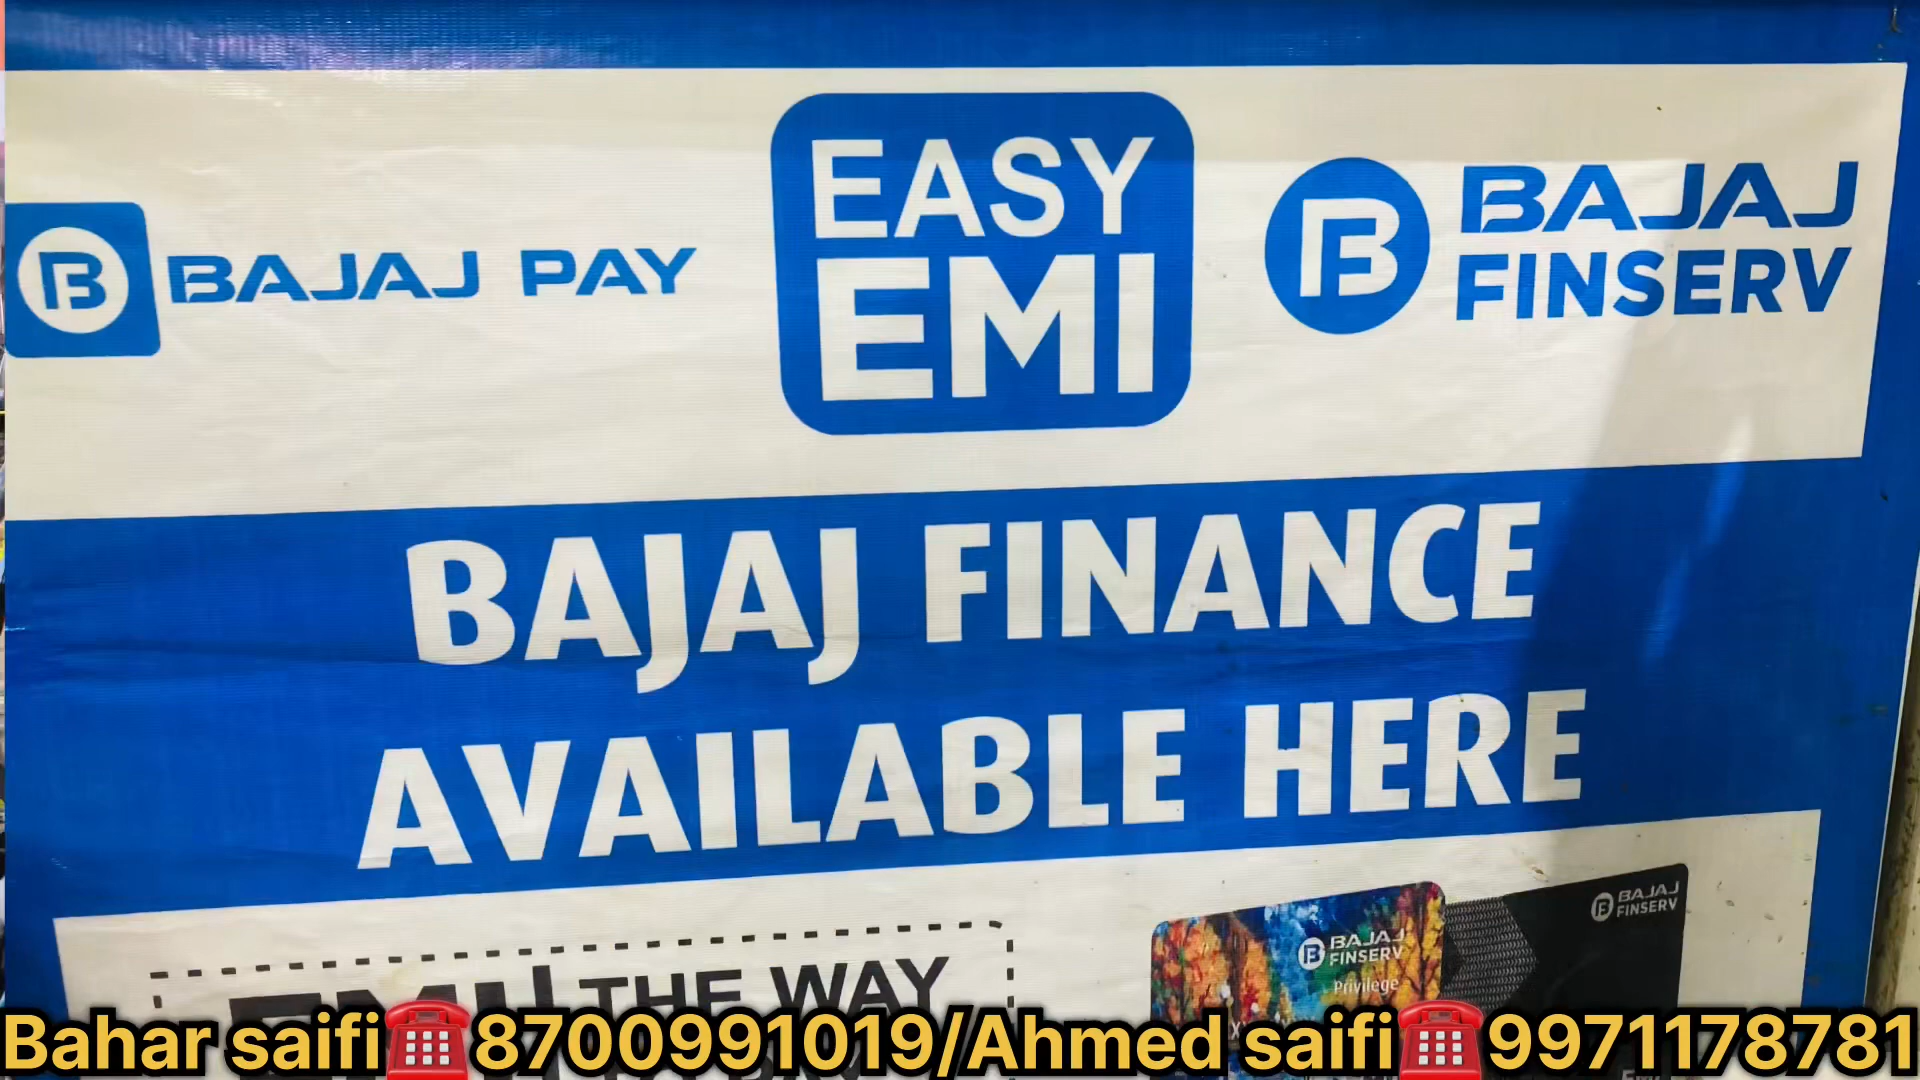 BAJAJ PAY
EASY
EMI
BAJAJ
FINSERV
BAJAJ FINANCE
AVAILABLE HERE
THE WAY
BAJAJ
FINSERV
Privilege
BAJAJ
FINSERV
Bahar saifi☎️8700991019/Ahmed saifi☎️9971178781